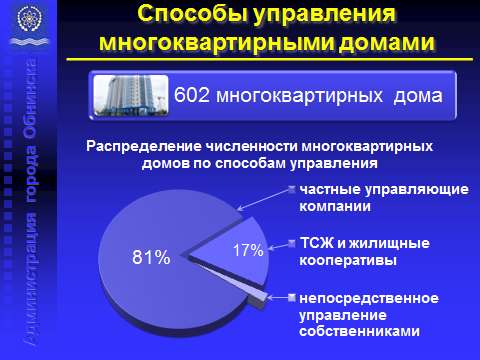 Способы управления
многоквартирными домами
602 многоквартирных дома
Распределение численности многоквартирных
домов по способам управления
частные управляющие
компании
81%
17%
ТСЖ и жилищные
кооперативы
непосредственное
управление
собственниками
Администрация города Обнинска